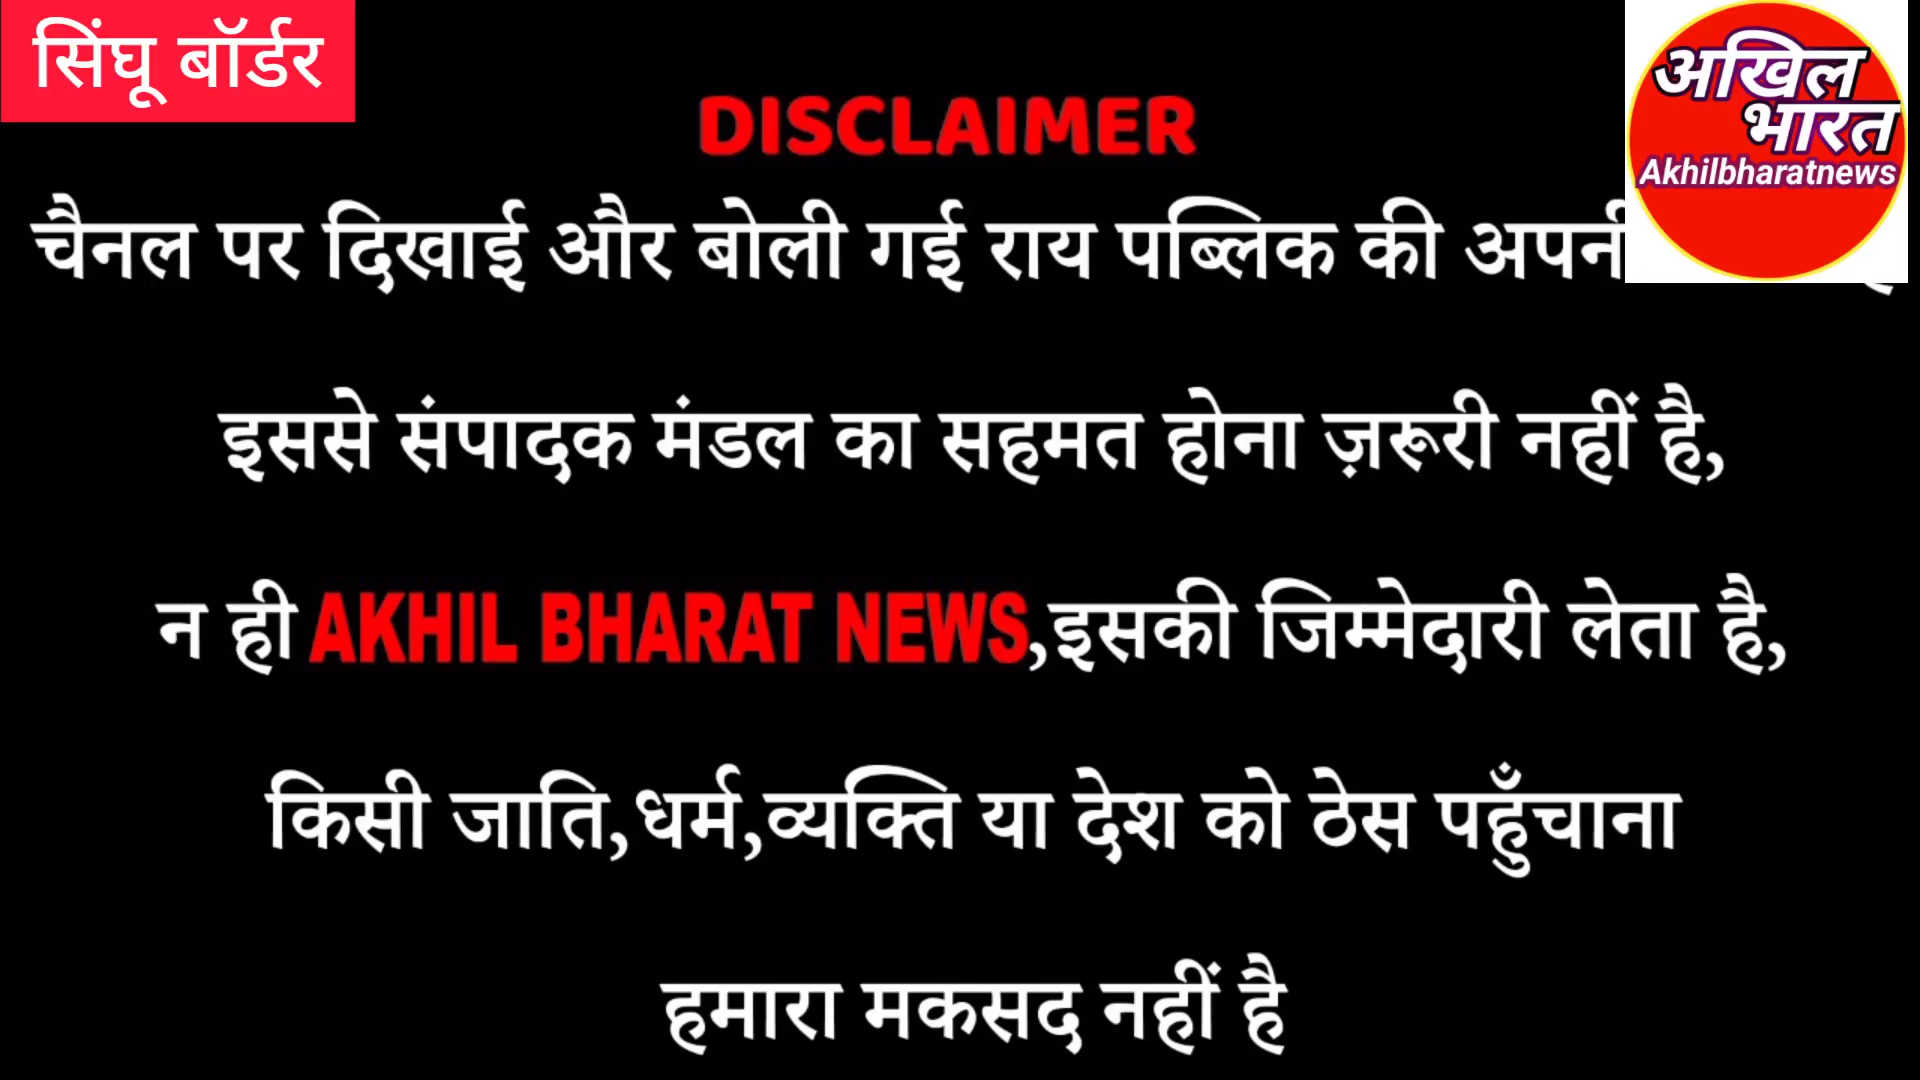 सिंघू बॉर्डर
अखिल
भारत
Akhilbharatnews
DISCLAIMER
चैनल पर दिखाई और बोली गई राय पब्लिक की अपनी
इससे संपादक मंडल का सहमत होना ज़रूरी नहीं है,
न ही AKHIL BHARAT NEWS,इसकी जिम्मेदारी लेता है,
किसी जाति,धर्म,व्यक्ति या देश को ठेस पहुँचाना
हमारा मकसद नहीं है